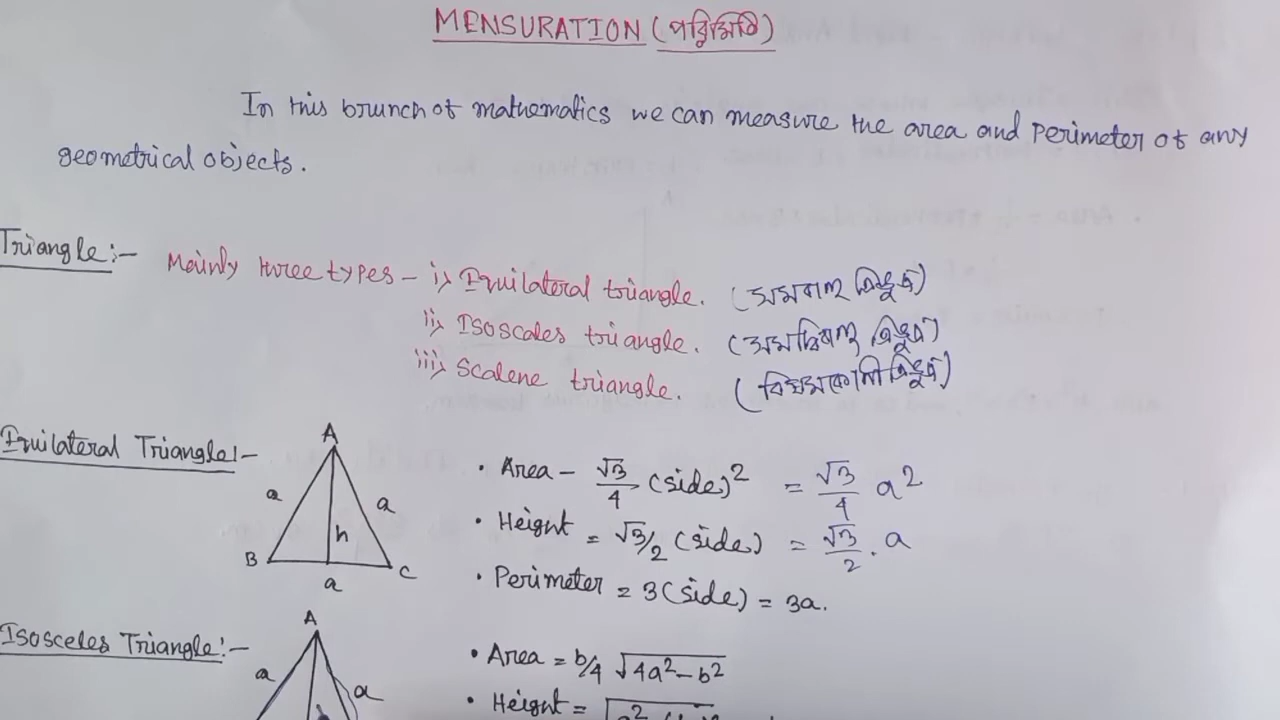 MENSURATION (পরিমিতি)
In this brunch of mathematics we can measure the area and perimeter of any
geometrical objects.
Triangle:- Mainly three types - i) Equilateral triangle. (সমবাহু ত্রিভুজ)
ii) Isoscales triangle. (সমদ্বিবাহু ত্রিভুজ)
iii) Scalene triangle. (বিষমকোণী ত্রিভুজ)
Equilateral Triangle:-
A
a
a
h
B
C
a
• Area - √3/4 (side)² = √3/4 a²
• Height = √3/2 (side) = √3/2 . a
• Perimeter = 3(side) = 3a.
Isosceles Triangle:-
A
a
a
• Area = b/4 √4a²-b²
• Height =